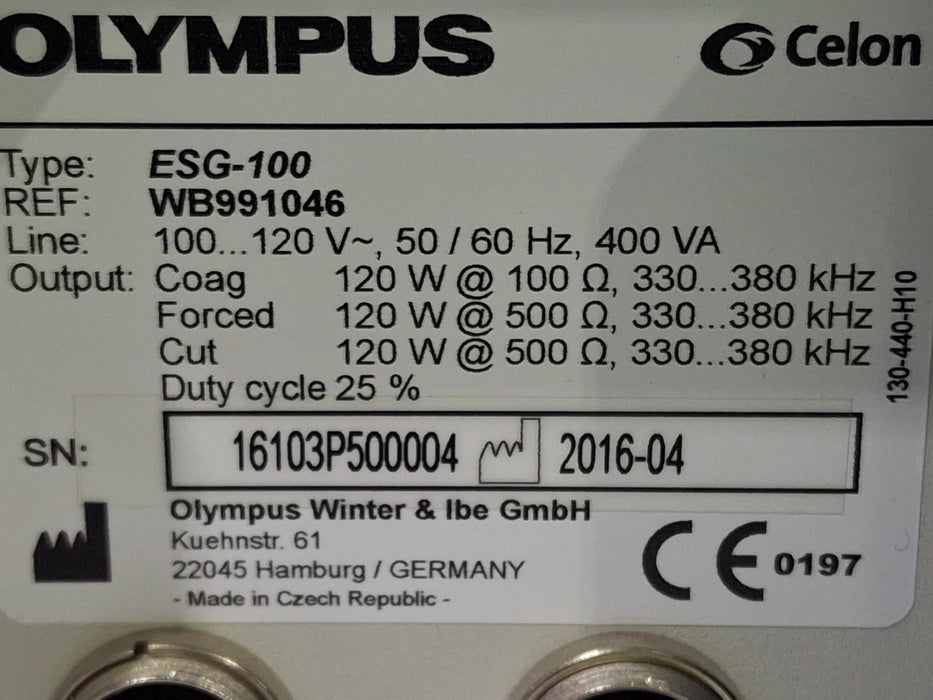 OLYMPUS Celon
Type: ESG-100
REF: WB991046
Line: 100...120 V~, 50 / 60 Hz, 400 VA
Output: Coag 120 W @ 100 Ω, 330...380 kHz
Forced 120 W @ 500 Ω, 330...380 kHz
Cut 120 W @ 500 Ω, 330...380 kHz
Duty cycle 25 %
130-440-H10
SN: 16103P500004 2016-04
Olympus Winter & Ibe GmbH
Kuehnstr. 61
22045 Hamburg / GERMANY
- Made in Czech Republic -
CE 0197